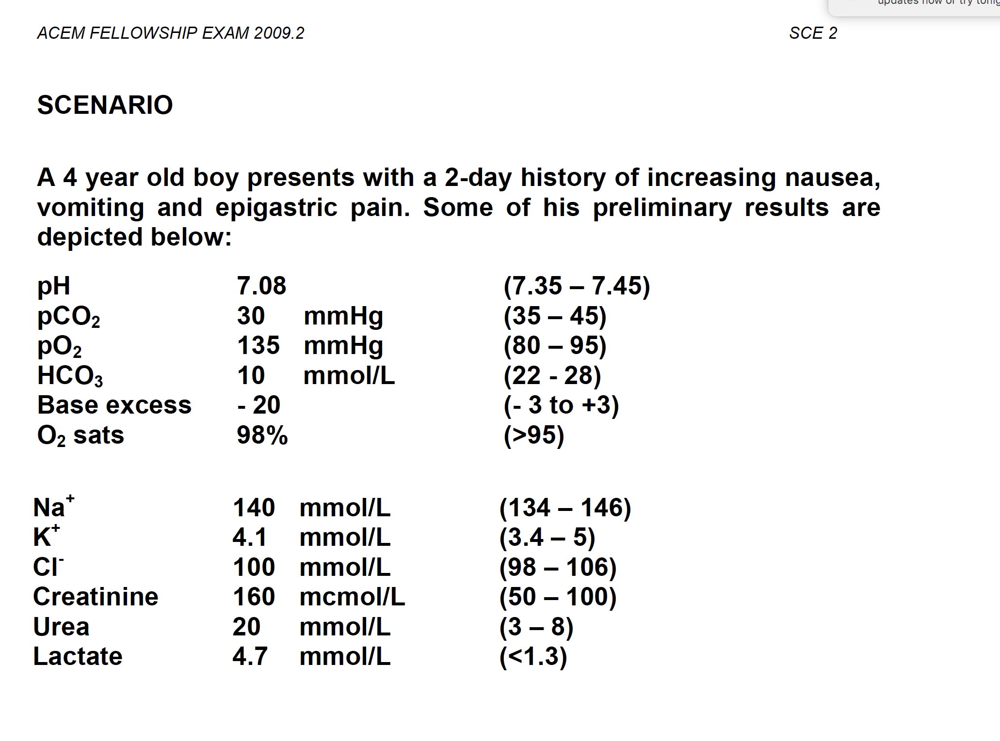 updates now or try tonig
ACEM FELLOWSHIP EXAM 2009.2 SCE 2
SCENARIO
A 4 year old boy presents with a 2-day history of increasing nausea,
vomiting and epigastric pain. Some of his preliminary results are
depicted below:
pH 7.08 (7.35 – 7.45)
pCO₂ 30 mmHg (35 – 45)
pO₂ 135 mmHg (80 – 95)
HCO₃ 10 mmol/L (22 - 28)
Base excess - 20 (- 3 to +3)
O₂ sats 98% (>95)
Na⁺ 140 mmol/L (134 – 146)
K⁺ 4.1 mmol/L (3.4 – 5)
Cl⁻ 100 mmol/L (98 – 106)
Creatinine 160 mcmol/L (50 – 100)
Urea 20 mmol/L (3 – 8)
Lactate 4.7 mmol/L (<1.3)